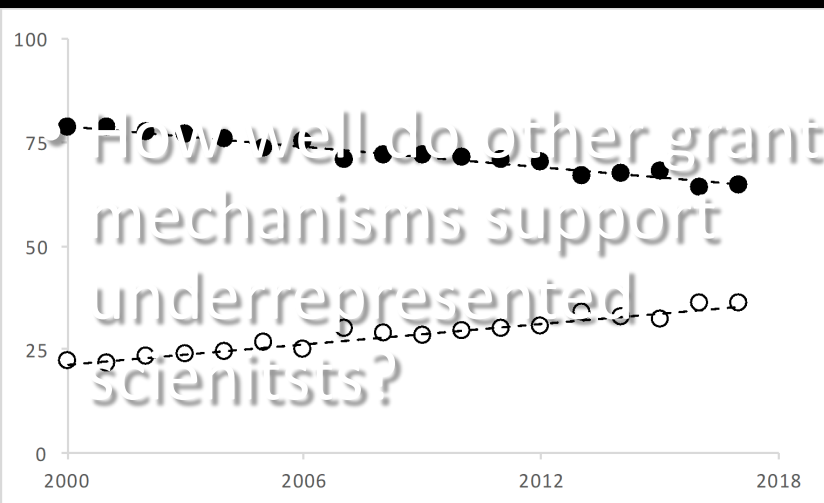 100
75
50
25
0
How well do other grant
mechanisms support
underrepresented
scienitsts?
2000 2006 2012 2018